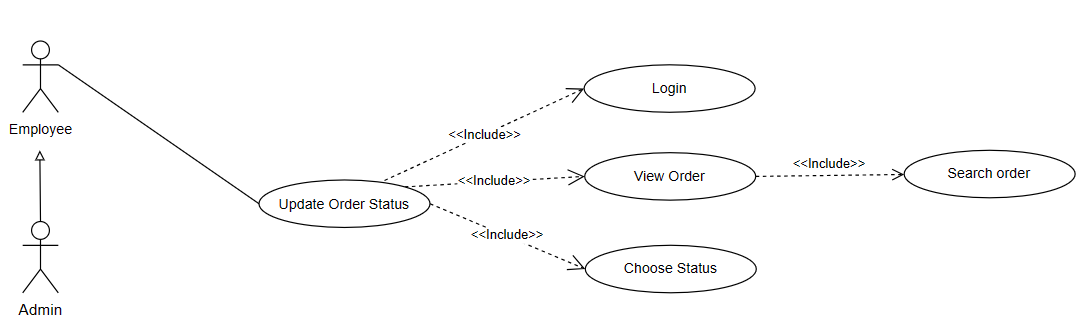 Employee
Admin
Update Order Status
<<Include>>
<<Include>>
<<Include>>
Login
View Order
Choose Status
<<Include>>
Search order